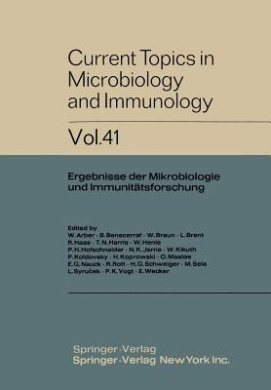 Current Topics in
Microbiology
and Immunology
Vol.41
Ergebnisse der Mikrobiologie
und Immunitätsforschung
Edited by
W. Arber · B. Benacerraf · W. Braun · L. Brent
R. Haas · T. N. Harris · W. Henle
P. H. Hofschneider · N. K. Jerne · W. Kikuth
P. Koldovsky · H. Koprowski · O. Maaløe
E. G. Nauck · R. Rott · H. G. Schweiger · M. Sela
L. Syruček · P. K. Vogt · E. Wecker
Springer-Verlag
Springer-Verlag New York Inc.